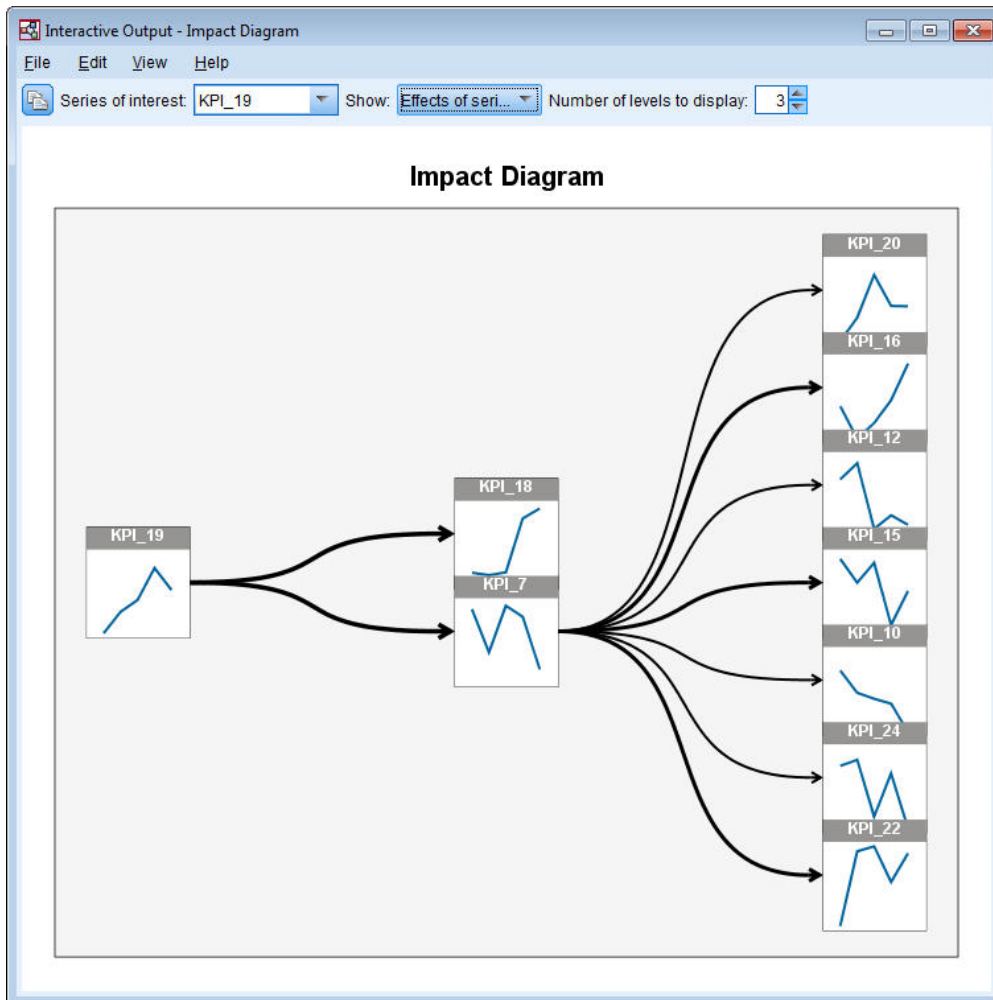 Interactive Output - Impact Diagram
File Edit View Help
Series of interest: KPI_19 Show: Effects of seri... Number of levels to display: 3
Impact Diagram
KPI_20
KPI_16
KPI_12
KPI_18
KPI_19
KPI_15
KPI_7
KPI_10
KPI_24
KPI_22